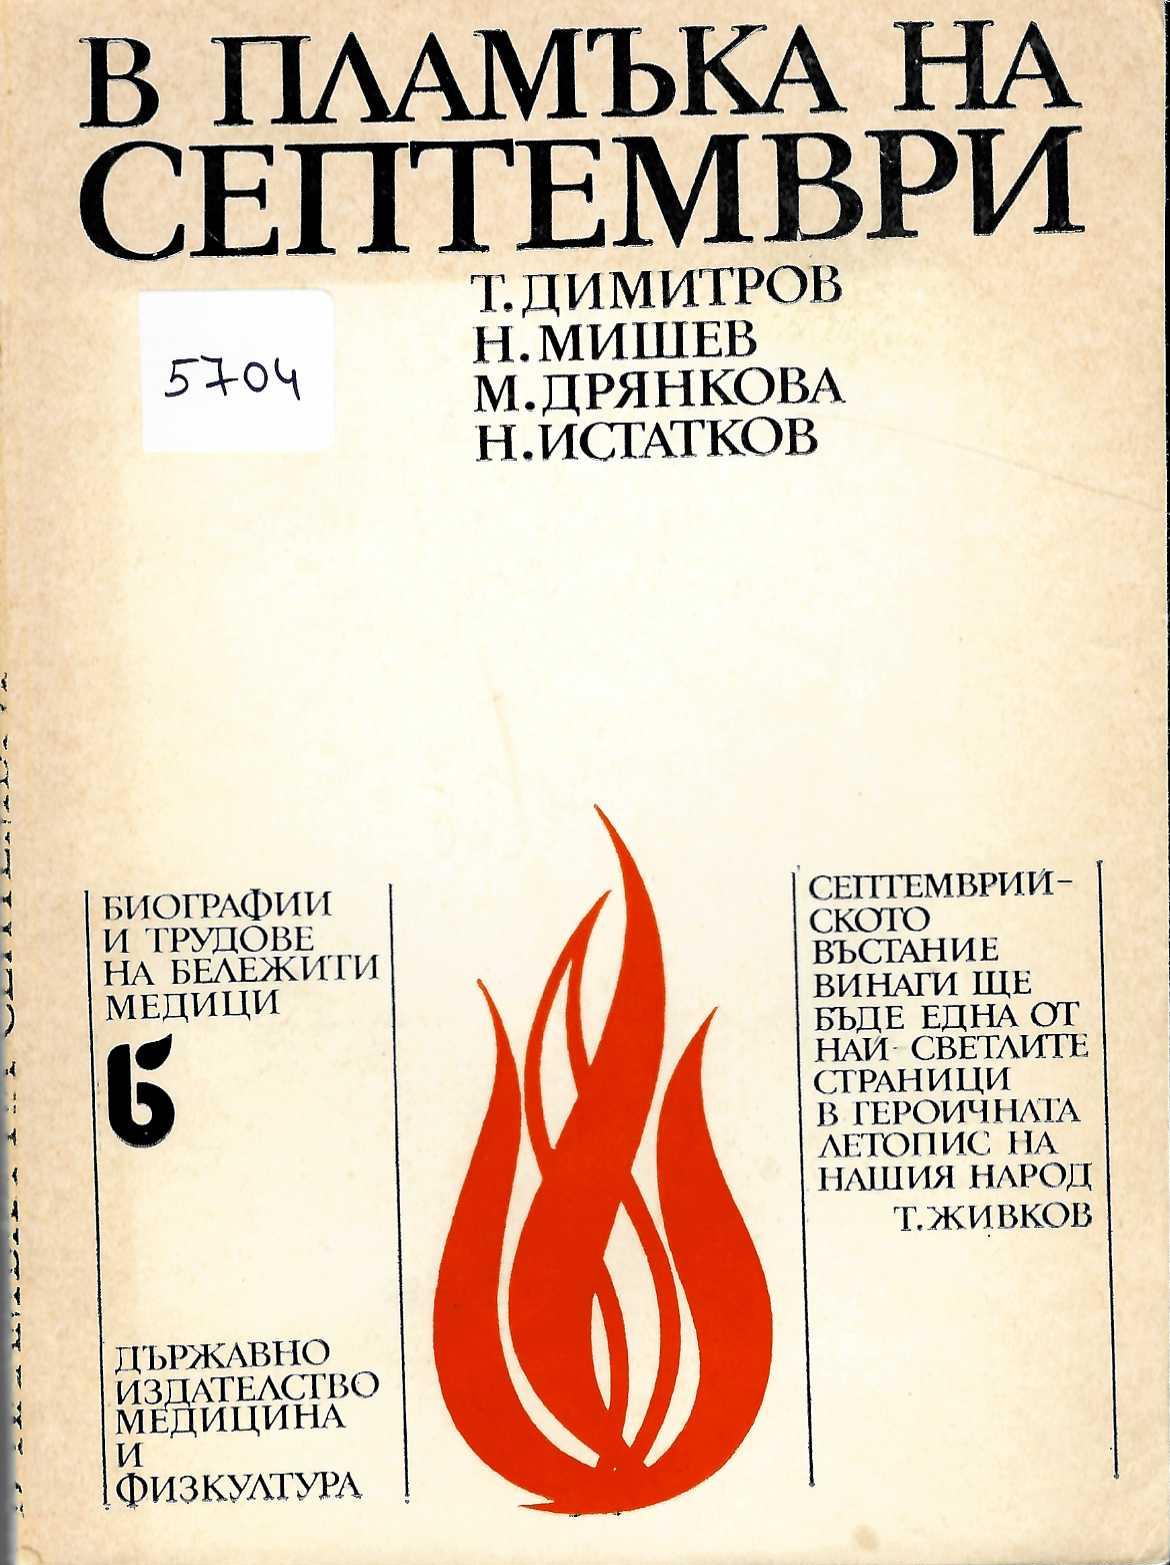 В ПЛАМЪКА НА
СЕПТЕМВРИ
Т. ДИМИТРОВ
Н. МИШЕВ
М. ДРЯНКОВА
Н. ИСТАТКОВ
5704
БИОГРАФИИ
И ТРУДОВЕ
НА БЕЛЕЖИТИ
МЕДИЦИ
Б
ДЪРЖАВНО
ИЗДАТЕЛСТВО
МЕДИЦИНА
И
ФИЗКУЛТУРА
СЕПТЕМВРИЙ-
СКОТО
ВЪСТАНИЕ
ВИНАГИ ЩЕ
БЪДЕ ЕДНА ОТ
НАЙ-СВЕТЛИТЕ
СТРАНИЦИ
В ГЕРОИЧНАТА
ЛЕТОПИС НА
НАШИЯ НАРОД
Т. ЖИВКОВ